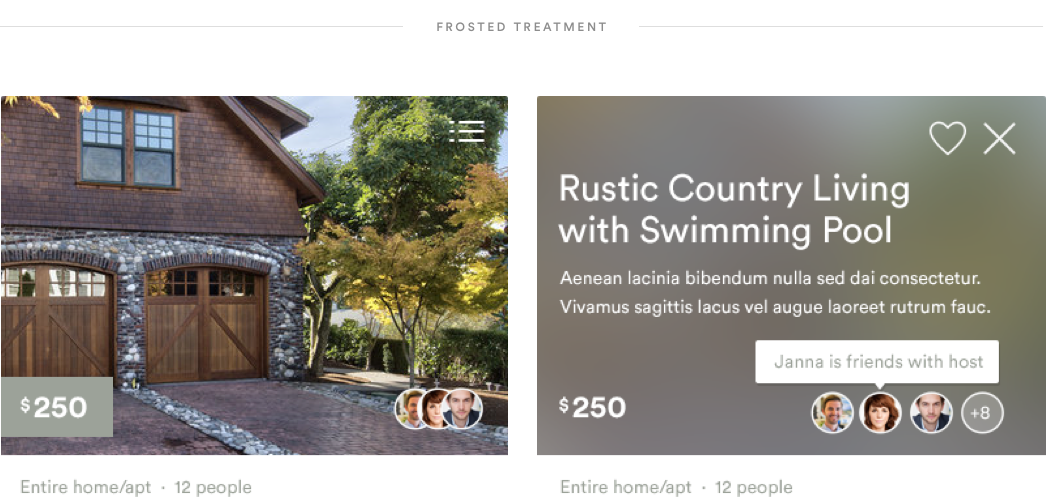 FROSTED TREATMENT
$250
Entire home/apt · 12 people
Rustic Country Living
with Swimming Pool
Aenean lacinia bibendum nulla sed dai consectetur.
Vivamus sagittis lacus vel augue laoreet rutrum fauc.
Janna is friends with host
$250
+8
Entire home/apt · 12 people